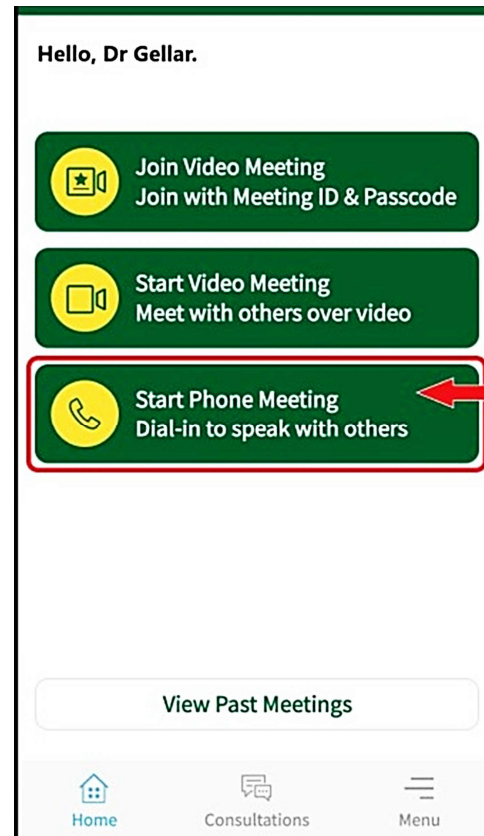 Hello, Dr Gellar.
Join Video Meeting
Join with Meeting ID & Passcode
Start Video Meeting
Meet with others over video
Start Phone Meeting
Dial-in to speak with others
View Past Meetings
Home
Consultations
Menu